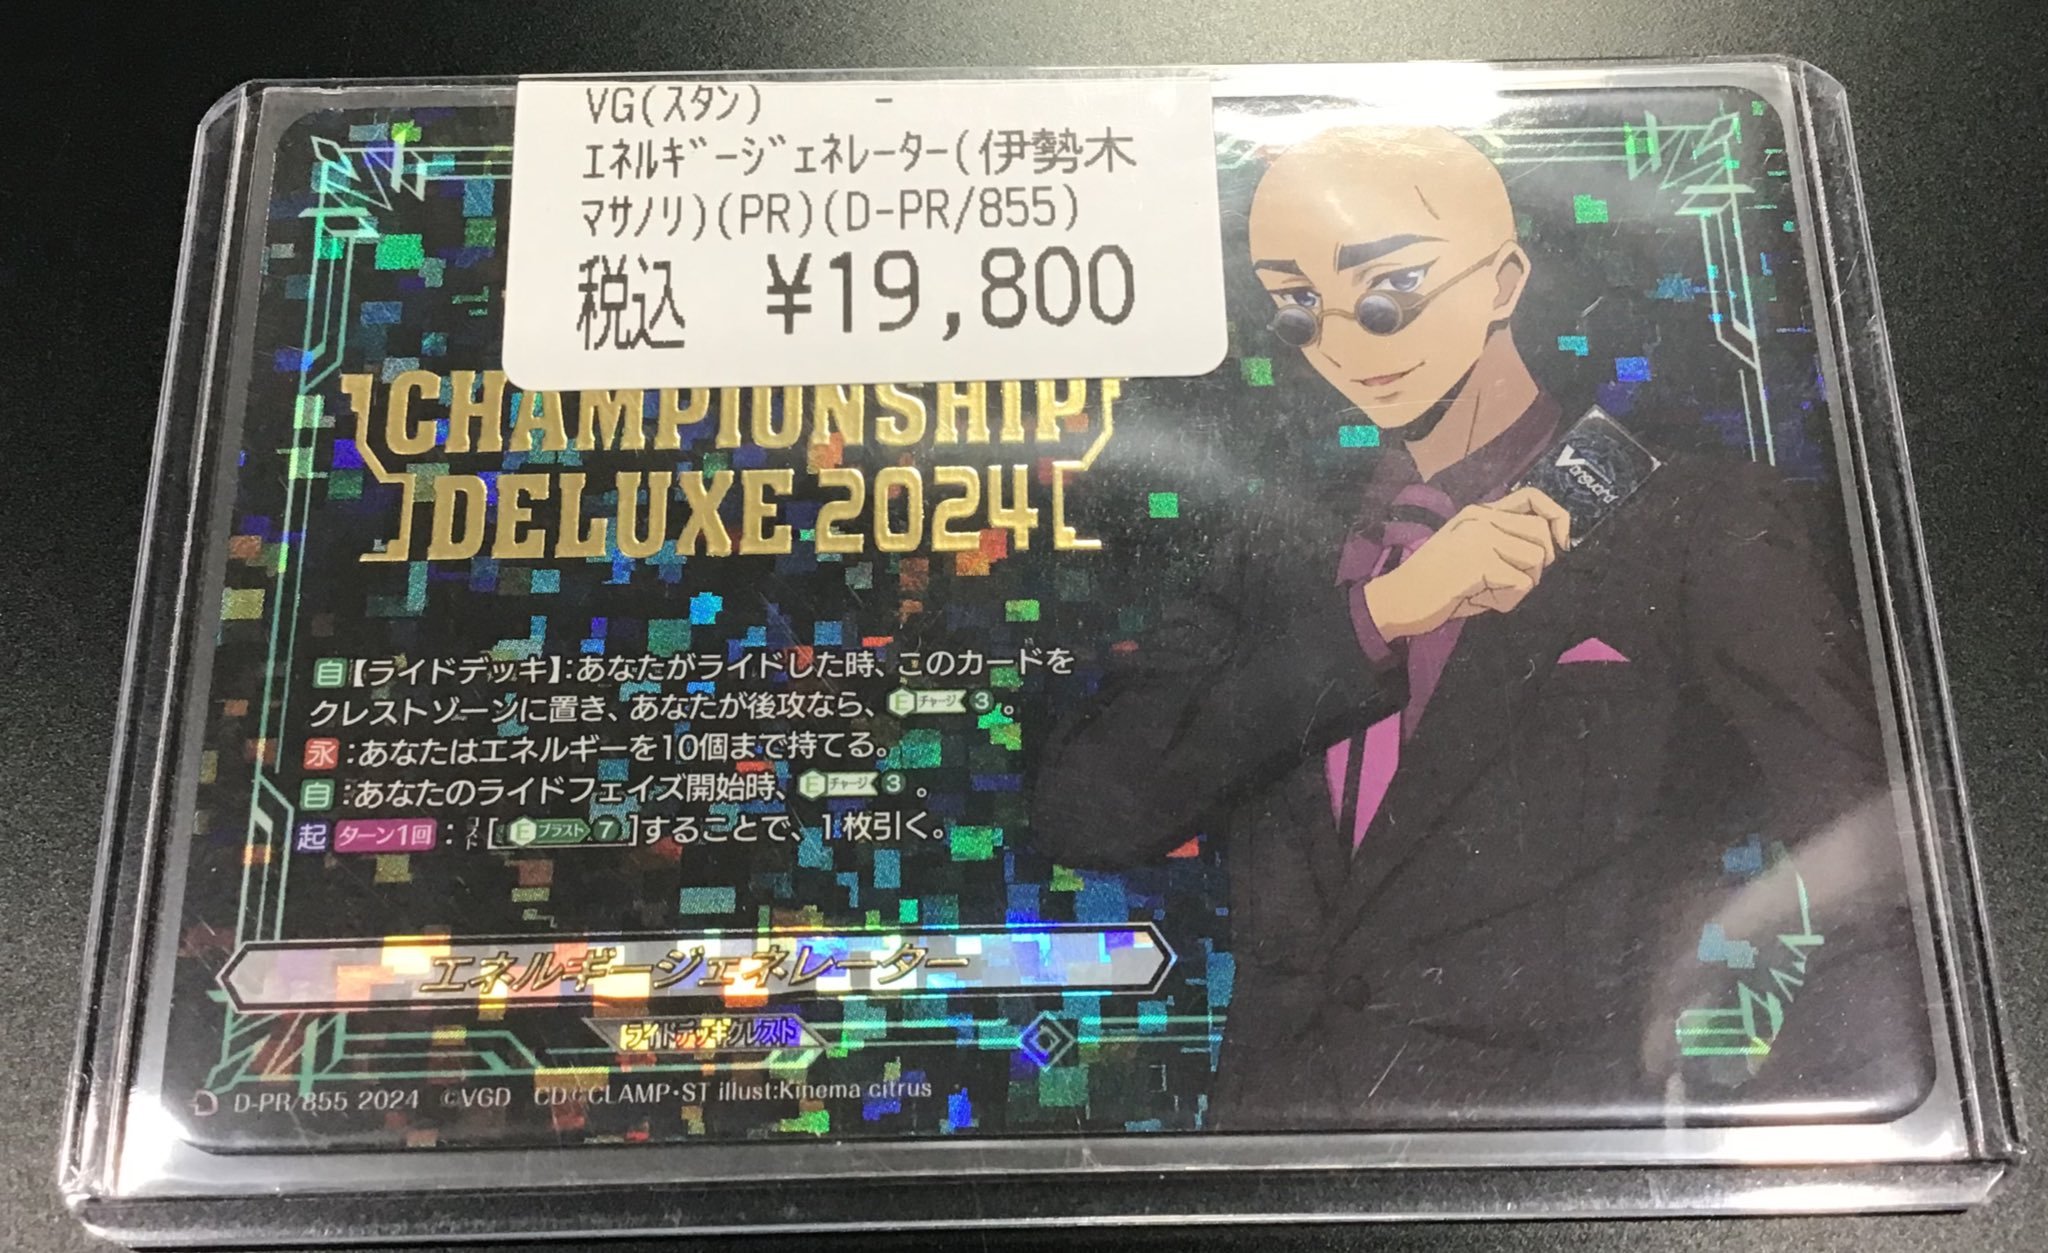 VG(スタン) -
エネルギージェネレーター(伊勢木
マサノリ)(PR)(D-PR/855)
税込 ¥19,800
CHAMPIONSHIP
DELUXE 2024
Vanguard
自【ライドデッキ】:あなたがライドした時、このカードを
クレストゾーンに置き、あなたが後攻なら、Eチャージ3。
永:あなたはエネルギーを10個まで持てる。
自:あなたのライドフェイズ開始時、Eチャージ3。
起ターン1回:コスト[Eブラスト7]することで、1枚引く。
エネルギージェネレーター
ライドデッキクレスト
D D-PR/855 2024 ©VGD CD©CLAMP・ST illust:Kinema citrus